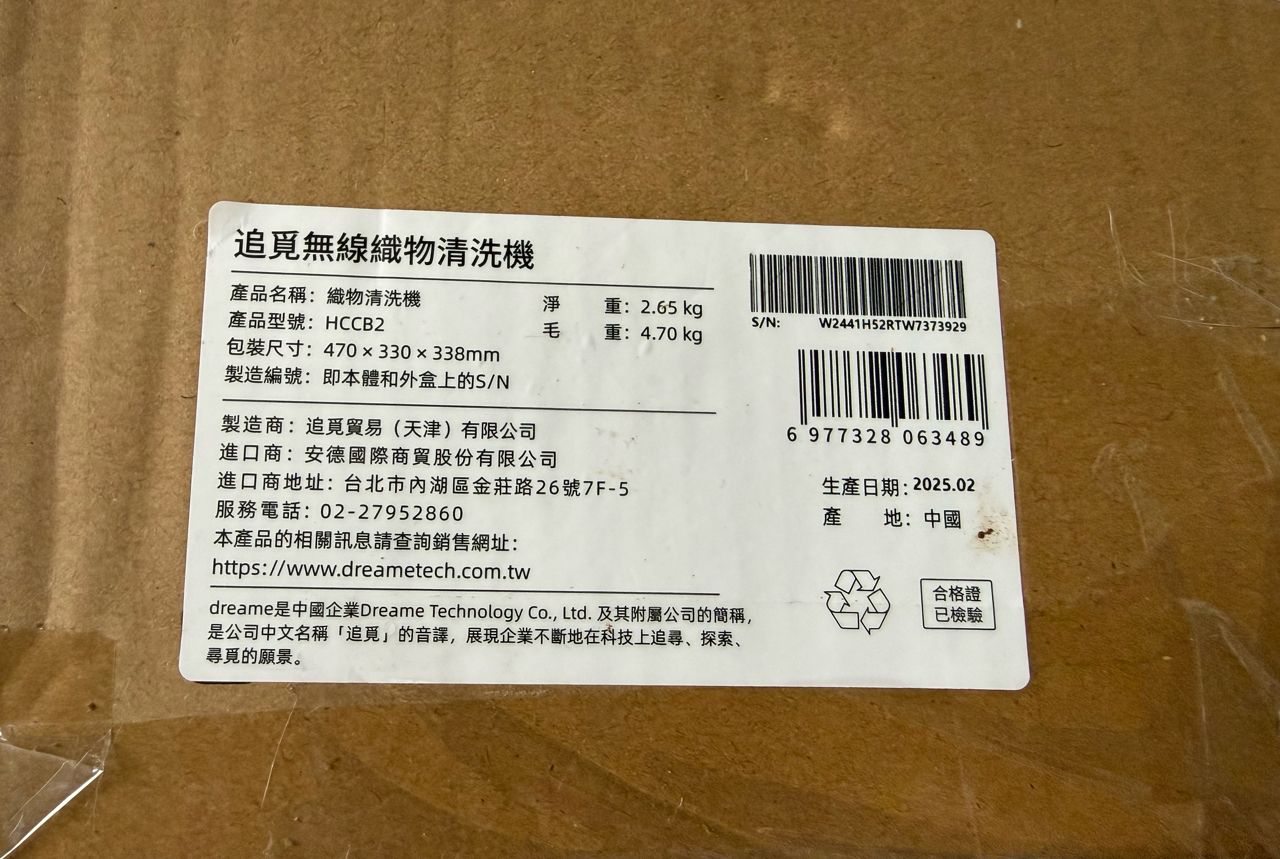 追覓無線織物清洗機
產品名稱：織物清洗機
產品型號：HCCB2
包裝尺寸：470 × 330 × 338mm
製造編號：即本體和外盒上的S/N
淨 重：2.65 kg
毛 重：4.70 kg
製造商：追覓貿易（天津）有限公司
進口商：安德國際商貿股份有限公司
進口商地址：台北市內湖區金莊路26號7F-5
服務電話：02-27952860
本產品的相關訊息請查詢銷售網址：
https://www.dreametech.com.tw
dreame是中國企業Dreame Technology Co., Ltd. 及其附屬公司的簡稱，
是公司中文名稱「追覓」的音譯，展現企業不斷地在科技上追尋、探索、
尋覓的願景。
S/N: W2441H52RTW7373929
6 977328 063489
生產日期：2025.02
產 地：中國
合格證
已檢驗